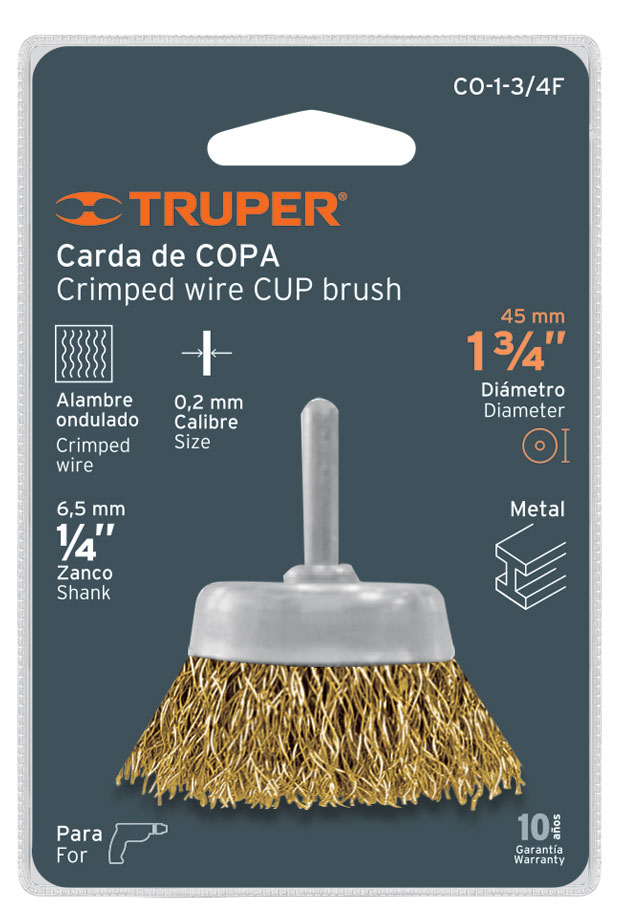 CO-1-3/4F
TRUPER®
Carda de COPA
Crimped wire CUP brush
45 mm
1 3/4"
Diámetro
Diameter
Alambre
ondulado
Crimped
wire
0,2 mm
Calibre
Size
6,5 mm
1/4"
Zanco
Shank
Metal
Para
For
10 años
Garantía
Warranty